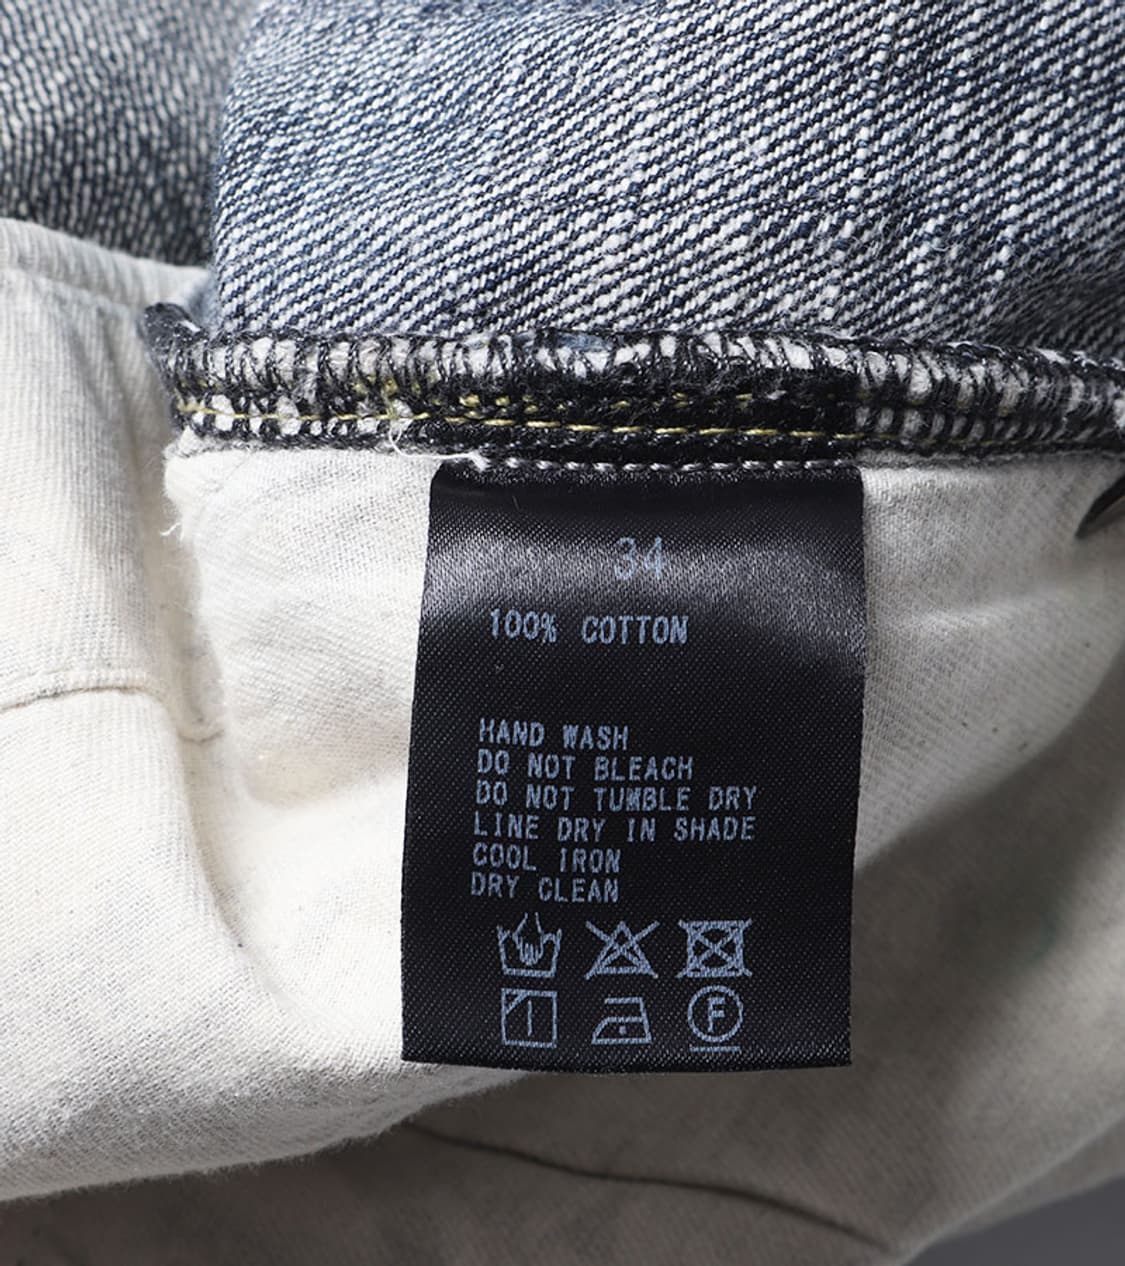 34
100% COTTON
HAND WASH
DO NOT BLEACH
DO NOT TUMBLE DRY
LINE DRY IN SHADE
COOL IRON
DRY CLEAN
F